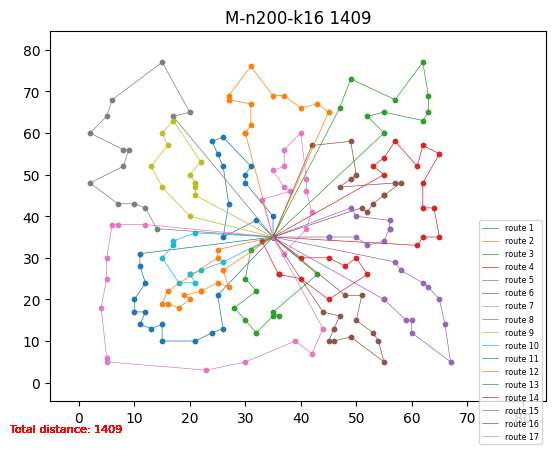 M-n200-k16 1409
80
70
60
50
40
30
20
10
0
0 10 20 30 40 50 60 70 80
route 1
route 2
route 3
route 4
route 5
route 6
route 7
route 8
route 9
route 10
route 11
route 12
route 13
route 14
route 15
route 16
route 17
Total distance: 1409